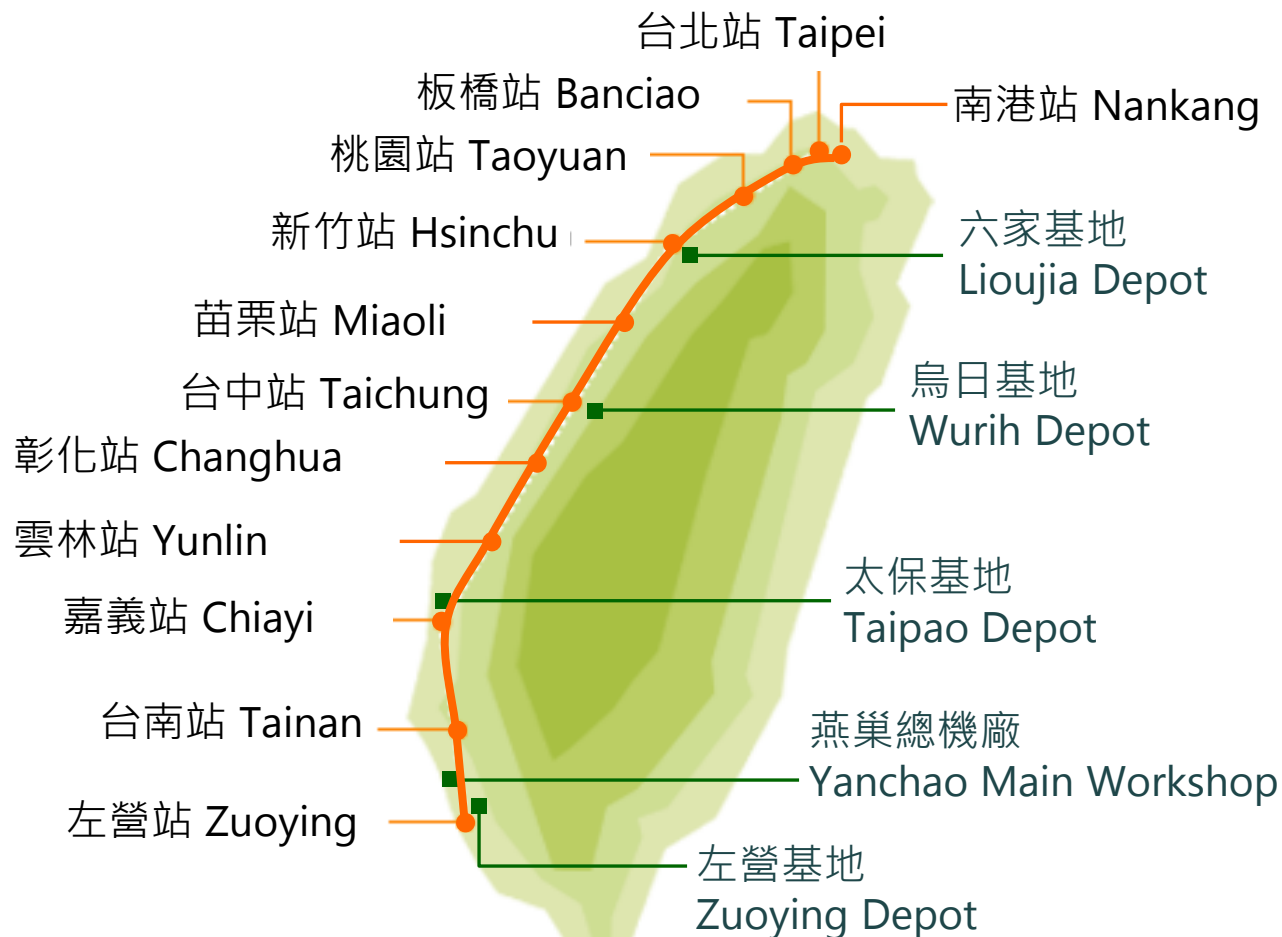 台北站 Taipei
板橋站 Banciao
南港站 Nankang
桃園站 Taoyuan
新竹站 Hsinchu
六家基地
Lioujia Depot
苗栗站 Miaoli
台中站 Taichung
烏日基地
Wurih Depot
彰化站 Changhua
雲林站 Yunlin
太保基地
Taipao Depot
嘉義站 Chiayi
台南站 Tainan
燕巢總機廠
Yanchao Main Workshop
左營站 Zuoying
左營基地
Zuoying Depot